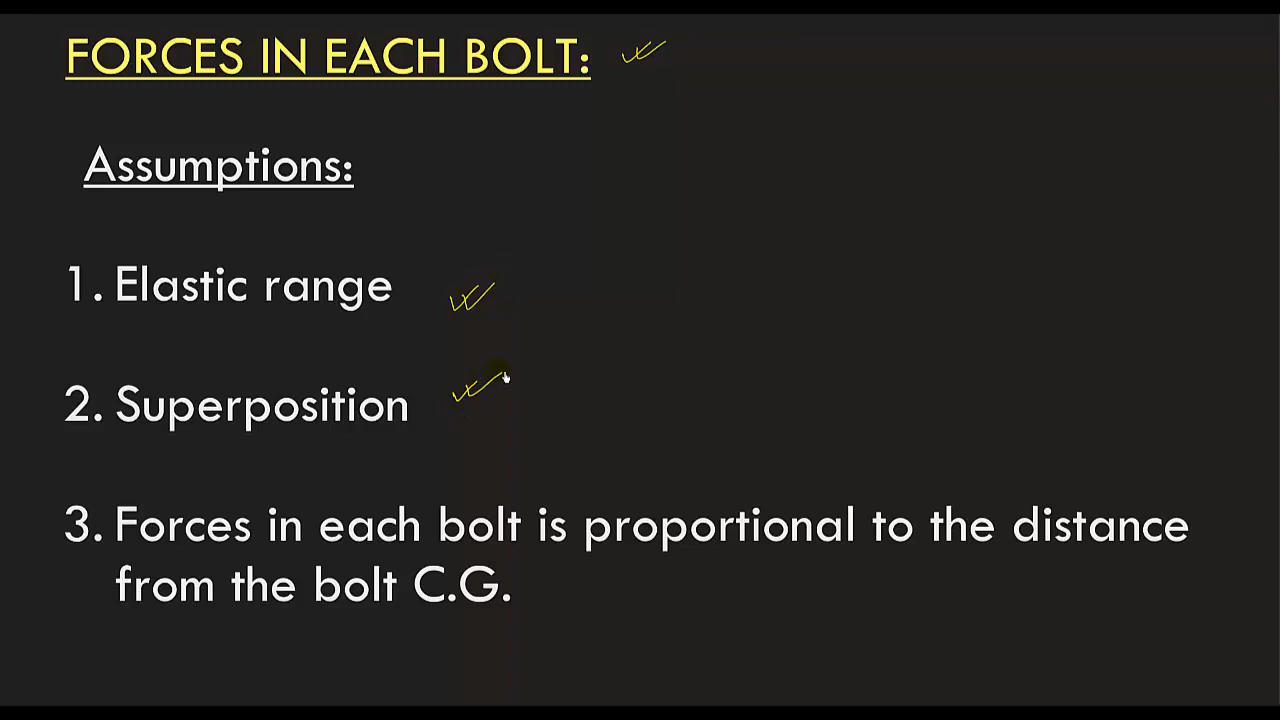 FORCES IN EACH BOLT:
Assumptions:
1. Elastic range
2. Superposition
3. Forces in each bolt is proportional to the distance
from the bolt C.G.